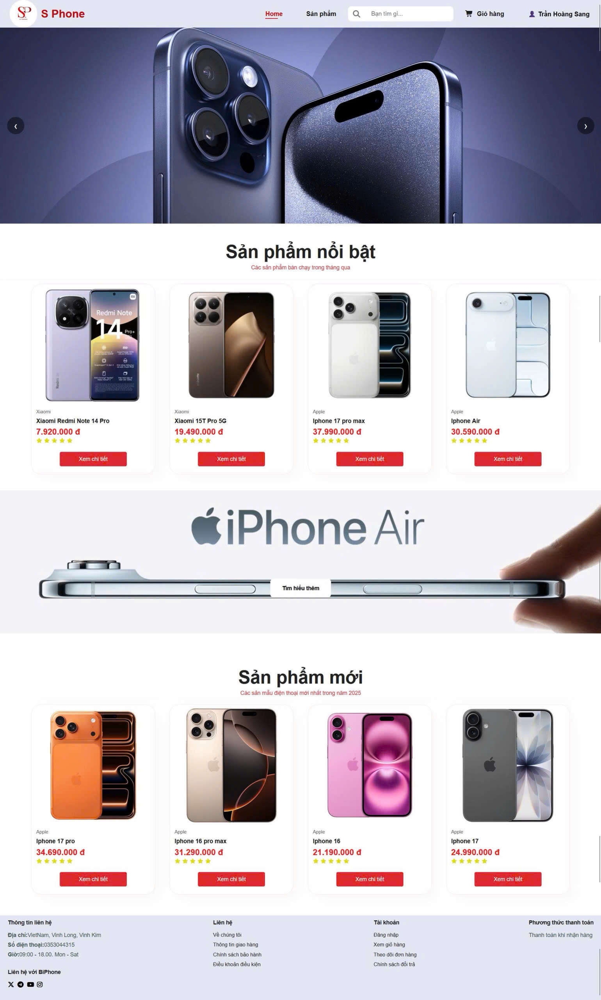 SP
S PHONE
S Phone
Home
Sản phẩm
Bạn tìm gì...
Giỏ hàng
Trần Hoàng Sang
Sản phẩm nổi bật
Các sản phẩm bán chạy trong tháng qua
Redmi Note
14 Pro+
Redmi
Xiaomi
Xiaomi Redmi Note 14 Pro
7.920.000 đ
Xem chi tiết
xiaomi
Xiaomi
Xiaomi 15T Pro 5G
19.490.000 đ
Xem chi tiết
Apple
Iphone 17 pro max
37.990.000 đ
Xem chi tiết
Apple
Iphone Air
30.590.000 đ
Xem chi tiết
iPhone Air
Tìm hiểu thêm
Sản phẩm mới
Các sản mẫu điện thoại mới nhất trong năm 2025
Apple
Iphone 17 pro
34.690.000 đ
Xem chi tiết
Apple
Iphone 16 pro max
31.290.000 đ
Xem chi tiết
Apple
Iphone 16
21.190.000 đ
Xem chi tiết
Apple
Iphone 17
24.990.000 đ
Xem chi tiết
Thông tin liên hệ
Địa chỉ:VietNam, Vinh Long, Vinh Kim
Số điện thoại:0353044315
Giờ:09:00 - 18.00. Mon - Sat
Liên hệ với BiPhone
Liên hệ
Về chúng tôi
Thông tin giao hàng
Chính sách bảo hành
Điều khoản điều kiện
Tài khoản
Đăng nhập
Xem giỏ hàng
Theo dõi đơn hàng
Chính sách đổi trả
Phương thức thanh toán
Thanh toán khi nhận hàng